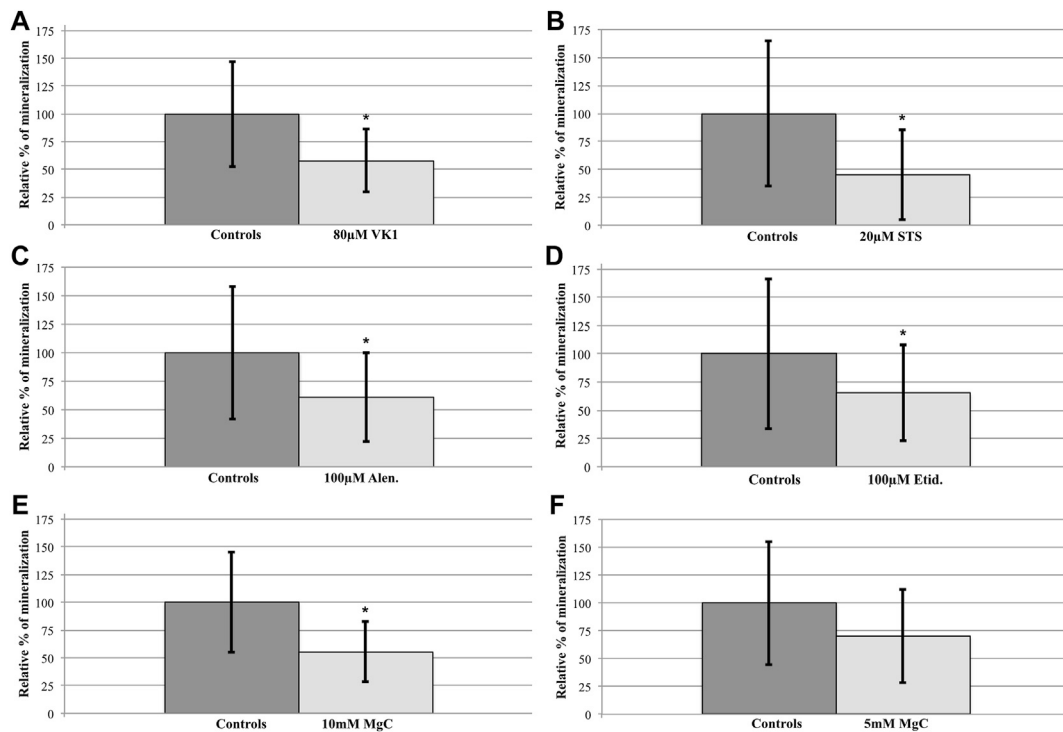 A
Relative % of mineralization
175
150
125
100
75
50
25
0
*
Controls
80µM VK1
B
Relative % of mineralization
175
150
125
100
75
50
25
0
*
Controls
20µM STS
C
Relative % of mineralization
175
150
125
100
75
50
25
0
*
Controls
100µM Alen.
D
Relative % of mineralization
175
150
125
100
75
50
25
0
*
Controls
100µM Etid.
E
Relative % of mineralization
175
150
125
100
75
50
25
0
*
Controls
10mM MgC
F
Relative % of mineralization
175
150
125
100
75
50
25
0
Controls
5mM MgC